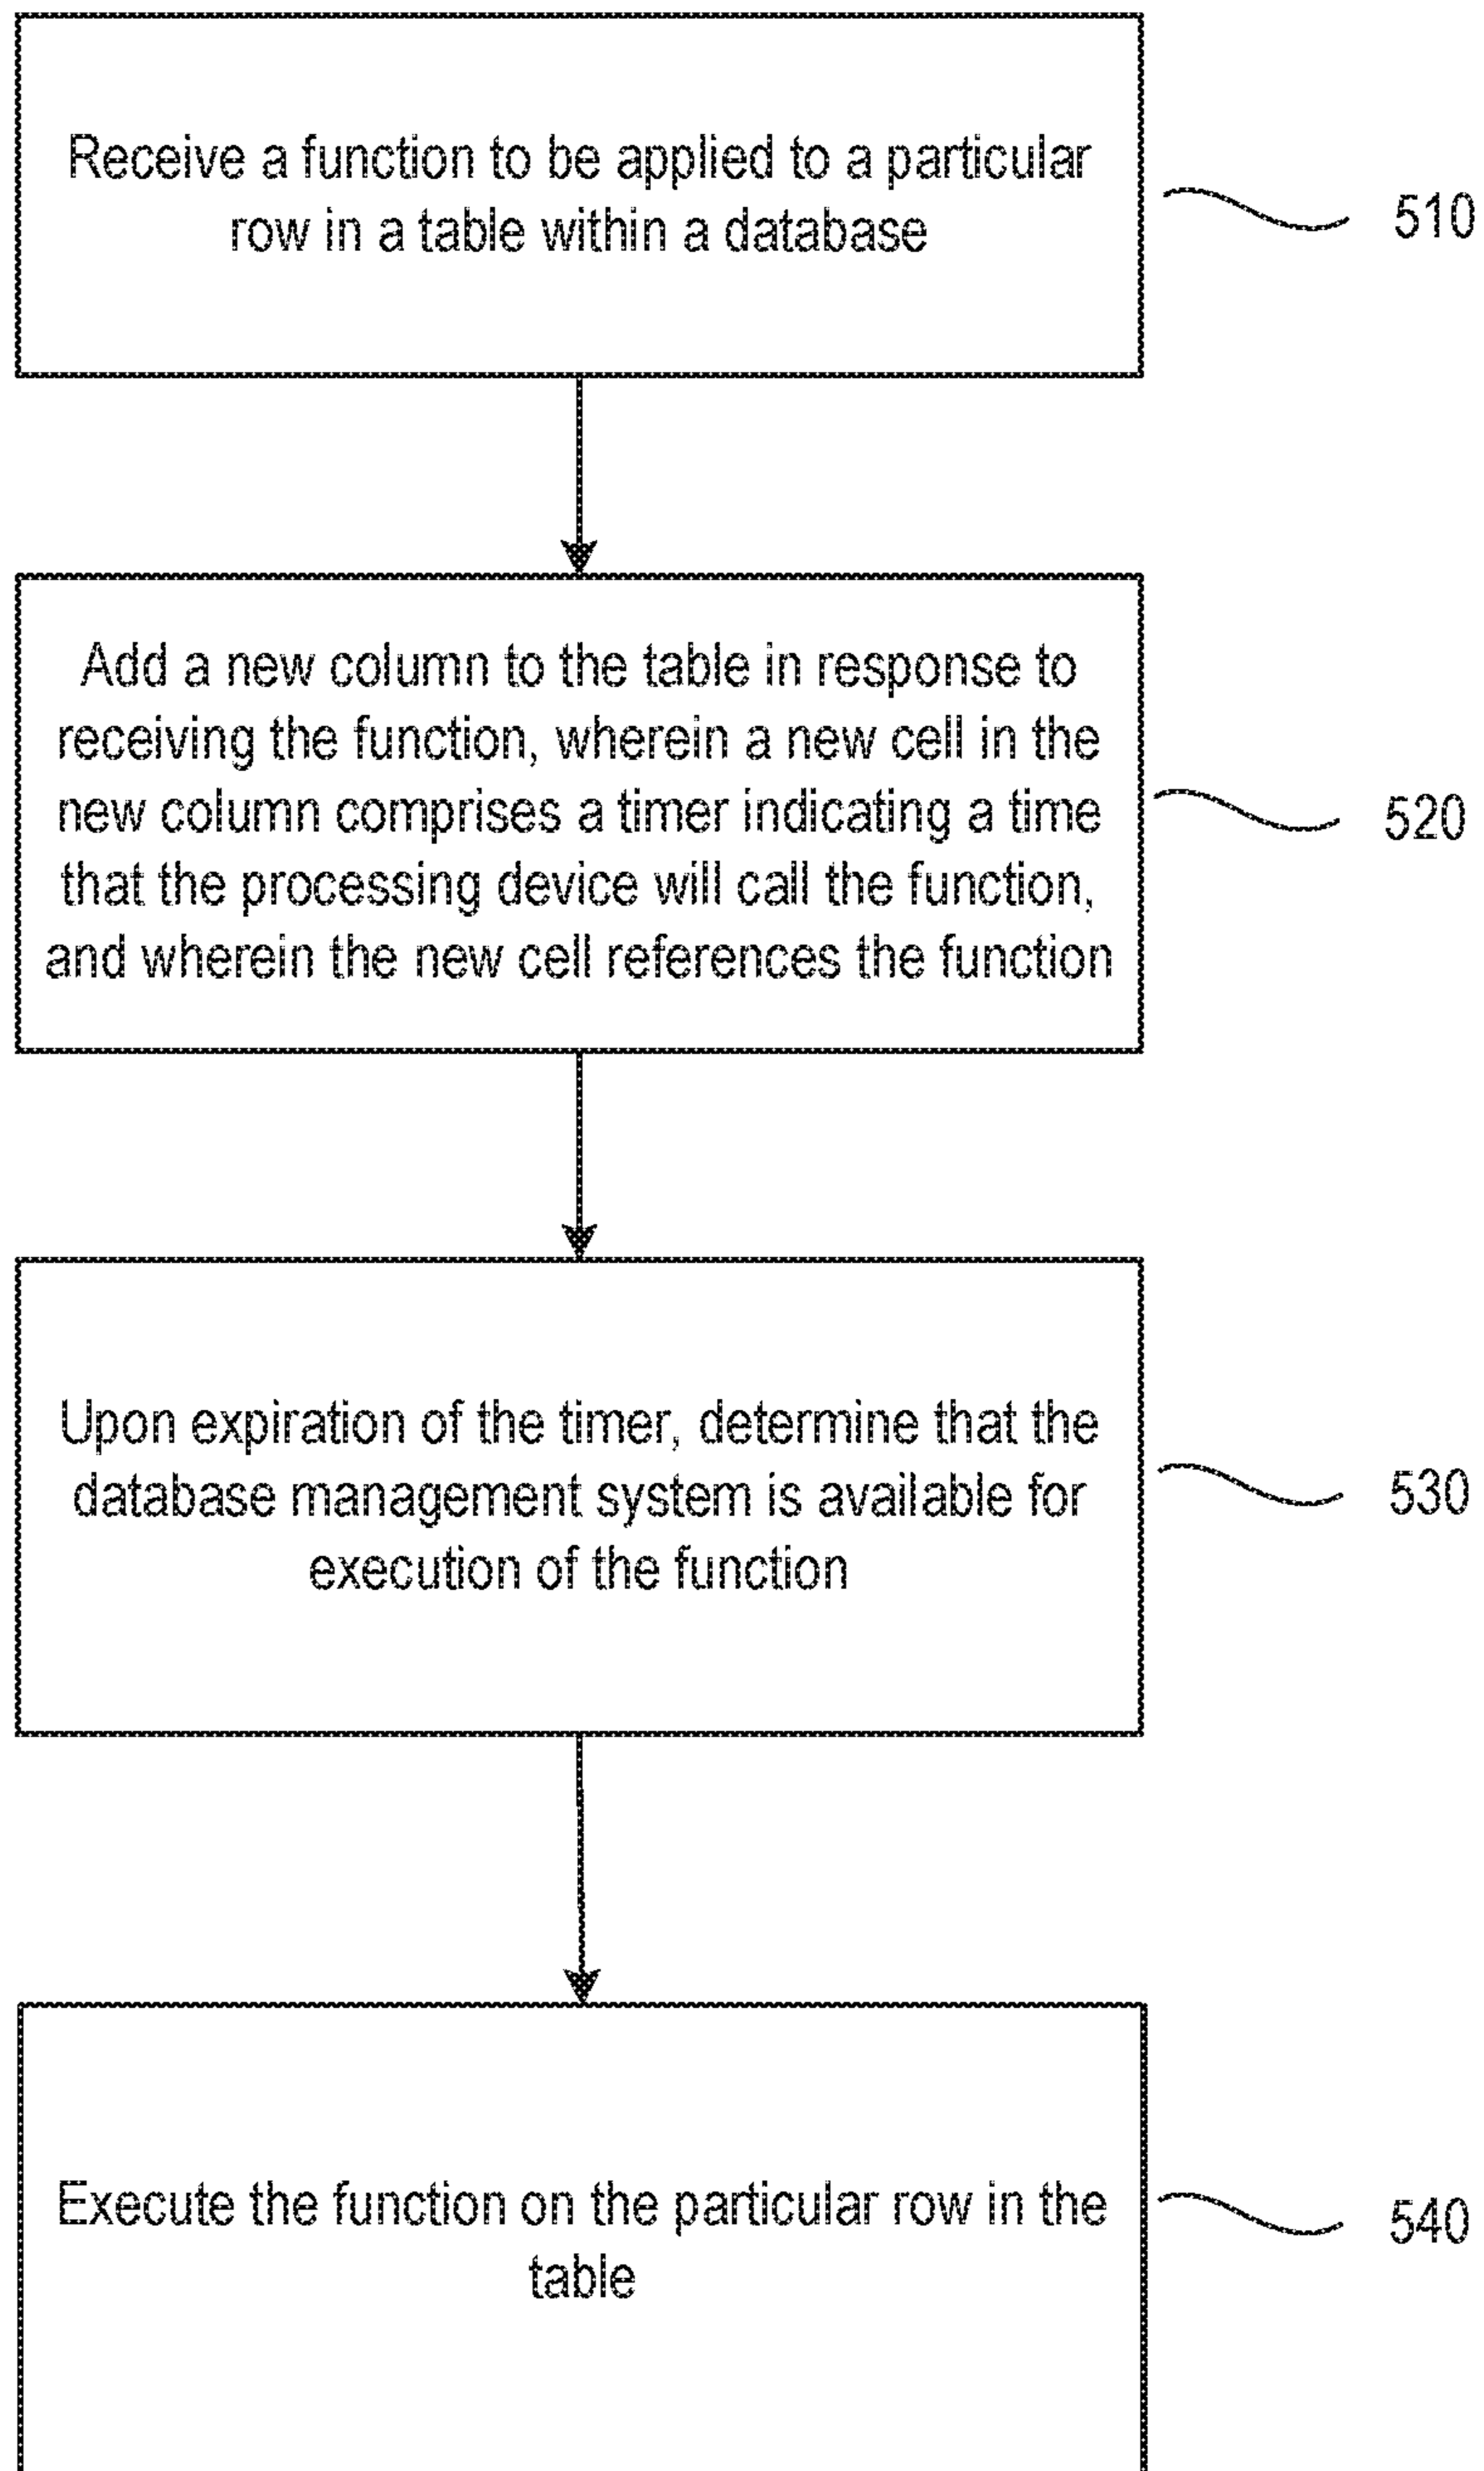 Receive a function to be applied to a particular
row in a table within a database
510
Add a new column to the table in response to
receiving the function, wherein a new cell in the
new column comprises a timer indicating a time
that the processing device will call the function,
and wherein the new cell references the function
520
Upon expiration of the timer, determine that the
database management system is available for
execution of the function
530
Execute the function on the particular row in the
table
540